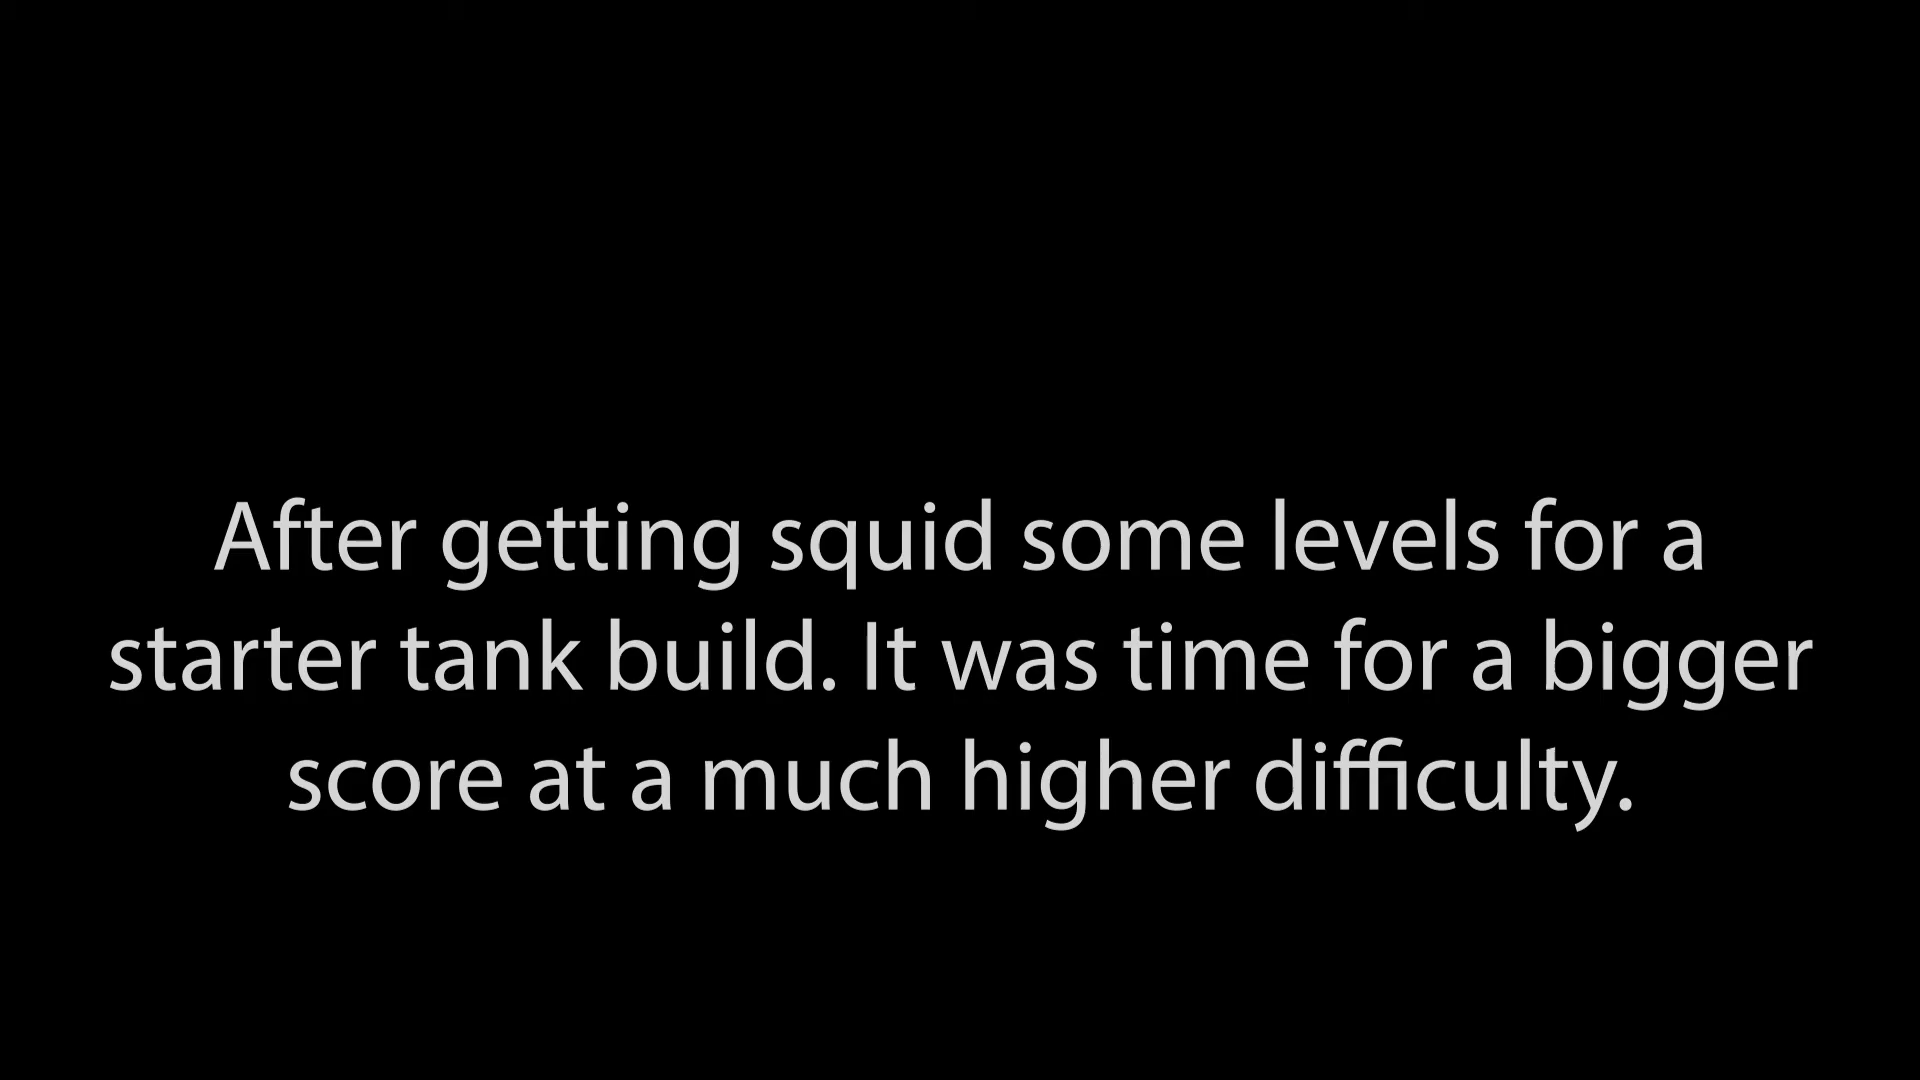 After getting squid some levels for a
starter tank build. It was time for a bigger
score at a much higher difficulty.